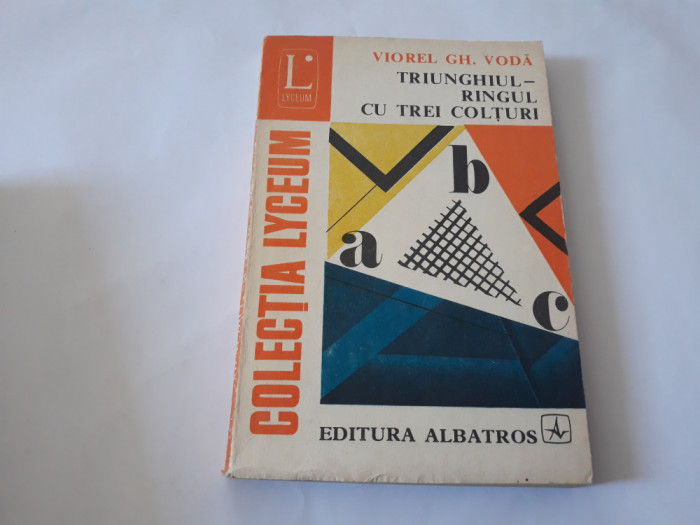 L
LYCEUM
VIOREL GH. VODĂ
TRIUNGHIUL–
RINGUL
CU TREI COLȚURI
COLECȚIA LYCEUM
b
a
c
EDITURA ALBATROS